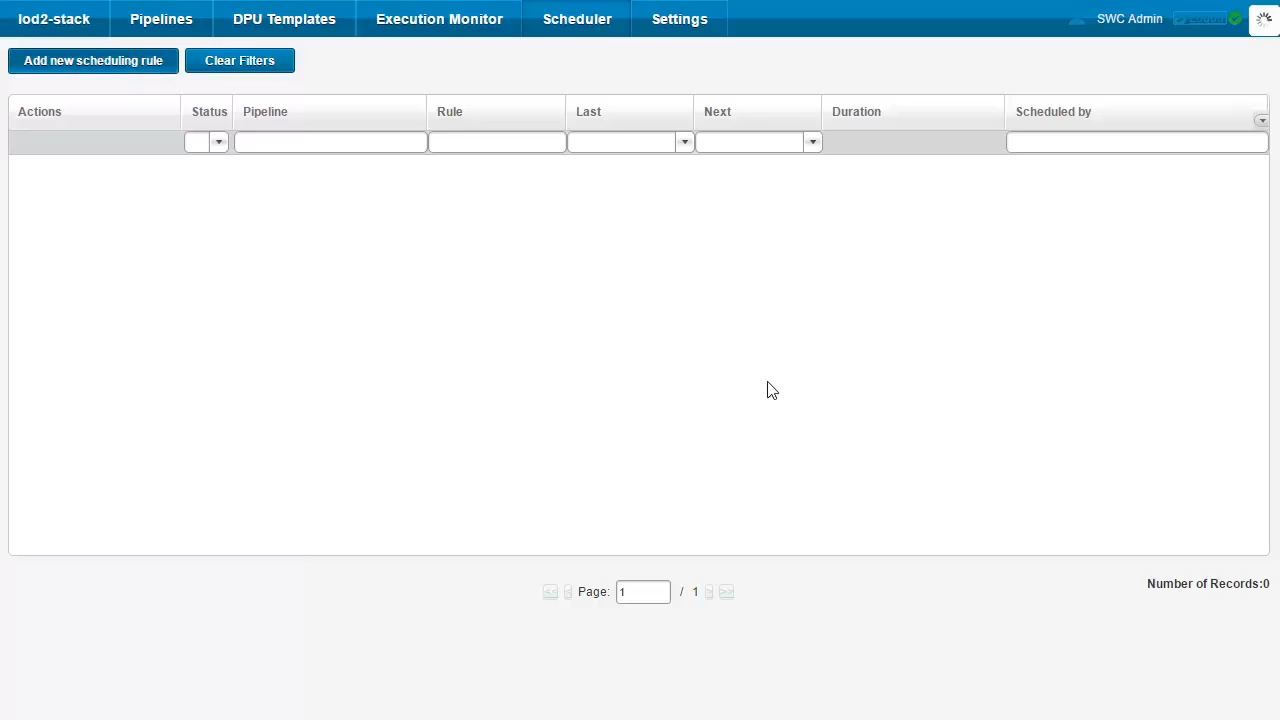 lod2-stack Pipelines DPU Templates Execution Monitor Scheduler Settings SWC Admin Logout
Add new scheduling rule Clear Filters
Actions Status Pipeline Rule Last Next Duration Scheduled by
<< < Page: 1 / 1 > >>
Number of Records:0